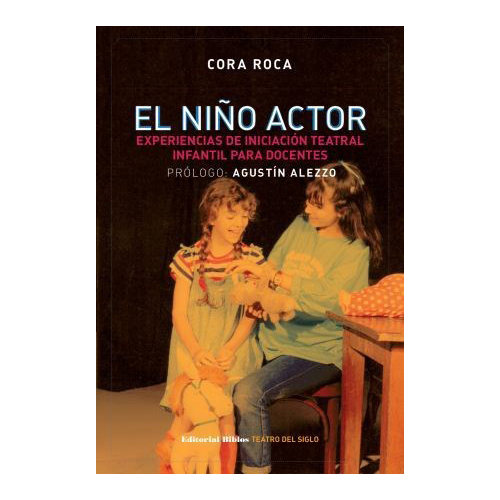 CORA ROCA
EL NIÑO ACTOR
EXPERIENCIAS DE INICIACIÓN TEATRAL
INFANTIL PARA DOCENTES
PRÓLOGO: AGUSTÍN ALEZZO
Editorial Biblos TEATRO DEL SIGLO